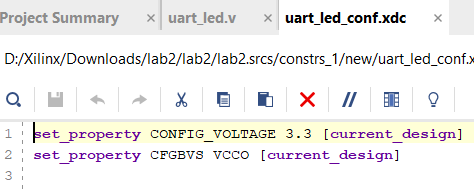 Project Summary uart_led.v uart_led_conf.xdc
D:/Xilinx/Downloads/lab2/lab2/lab2.srcs/constrs_1/new/uart_led_conf.x
1 set_property CONFIG_VOLTAGE 3.3 [current_design]
2 set_property CFGBVS VCCO [current_design]
3